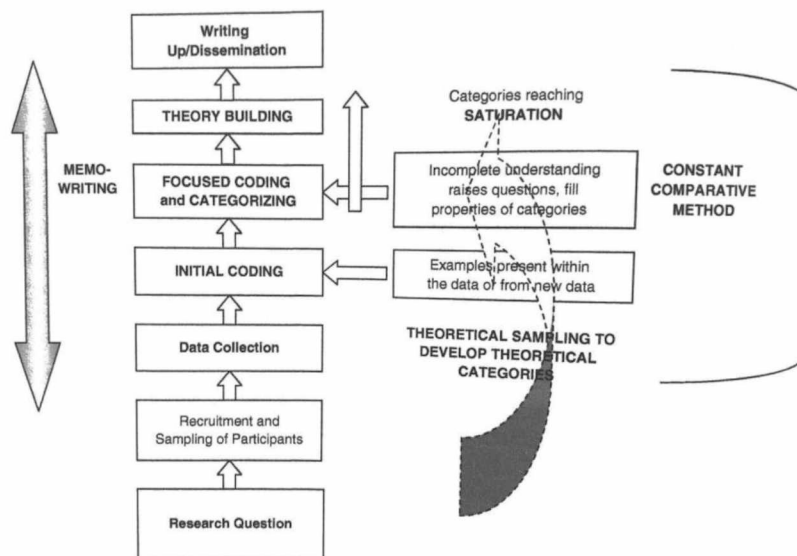 Writing
Up/Dissemination
THEORY BUILDING
MEMO-
WRITING
FOCUSED CODING
and CATEGORIZING
INITIAL CODING
Data Collection
Recruitment and
Sampling of Participants
Research Question
Categories reaching
SATURATION
Incomplete understanding
raises questions, fill
properties of categories
Examples present within
the data or from new data
THEORETICAL SAMPLING TO
DEVELOP THEORETICAL
CATEGORIES
CONSTANT
COMPARATIVE
METHOD